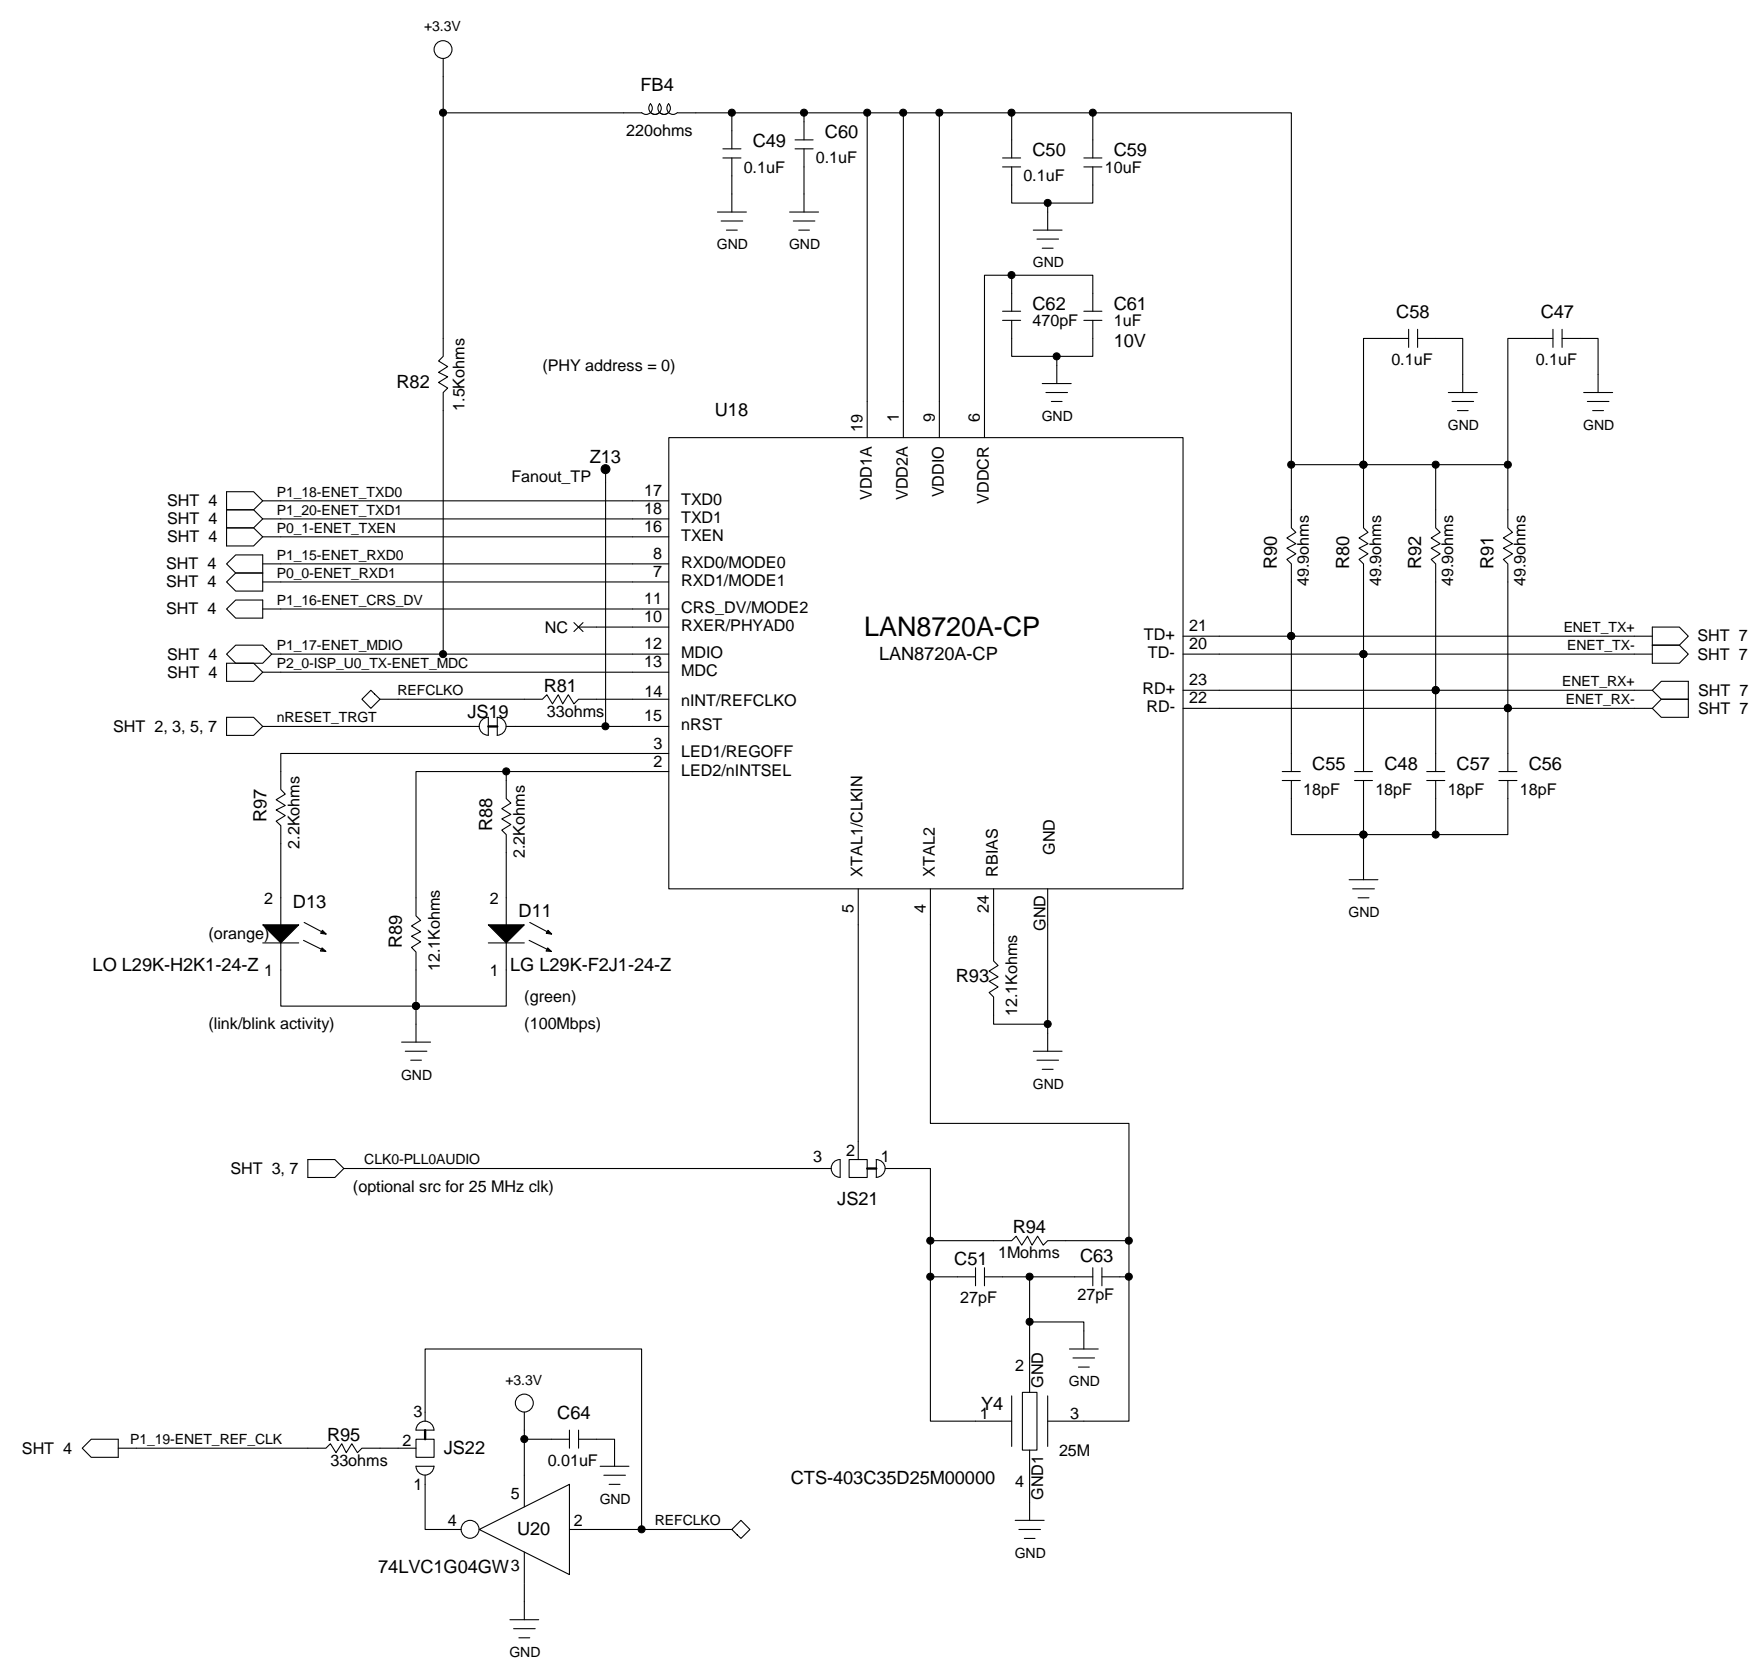 +3.3V
FB4
220ohms
C49
0.1uF
C60
0.1uF
C50
0.1uF
C59
10uF
GND
GND
GND
C62
470pF
C61
1uF
10V
GND
C58
0.1uF
GND
C47
0.1uF
GND
R82
1.5Kohms
(PHY address = 0)
U18
19
1
9
6
VDD1A
VDD2A
VDDIO
VDDCR
Z13
Fanout_TP
SHT 4 P1_18-ENET_TXD0 17 TXD0
SHT 4 P1_20-ENET_TXD1 18 TXD1
SHT 4 P0_1-ENET_TXEN 16 TXEN
SHT 4 P1_15-ENET_RXD0 8 RXD0/MODE0
SHT 4 P0_0-ENET_RXD1 7 RXD1/MODE1
SHT 4 P1_16-ENET_CRS_DV 11 CRS_DV/MODE2
NC 10 RXER/PHYAD0
SHT 4 P1_17-ENET_MDIO 12 MDIO
SHT 4 P2_0-ISP_U0_TX-ENET_MDC 13 MDC
REFCLKO R81 33ohms 14 nINT/REFCLKO
SHT 2, 3, 5, 7 nRESET_TRGT JS19 15 nRST
3 LED1/REGOFF
2 LED2/nINTSEL
LAN8720A-CP
LAN8720A-CP
R90
49.9ohms
R80
49.9ohms
R92
49.9ohms
R91
49.9ohms
TD+ 21 ENET_TX+ SHT 7
TD- 20 ENET_TX- SHT 7
RD+ 23 ENET_RX+ SHT 7
RD- 22 ENET_RX- SHT 7
C55
18pF
C48
18pF
C57
18pF
C56
18pF
GND
R97
2.2Kohms
R88
2.2Kohms
R89
12.1Kohms
2
D13
(orange)
LO L29K-H2K1-24-Z
1
(link/blink activity)
2
D11
1
LG L29K-F2J1-24-Z
(green)
(100Mbps)
GND
XTAL1/CLKIN
XTAL2
RBIAS
GND
5
4
24
GND
R93
12.1Kohms
GND
SHT 3, 7 CLK0-PLL0AUDIO
(optional src for 25 MHz clk)
3
2
1
JS21
R94
1Mohms
C51
27pF
C63
27pF
GND
2
GND
Y4
1
3
25M
CTS-403C35D25M00000
4
GND1
GND
+3.3V
C64
0.01uF
GND
3
SHT 4 P1_19-ENET_REF_CLK R95 33ohms 2 JS22
1
5
4
U20
2
REFCLKO
74LVC1G04GW
3
GND